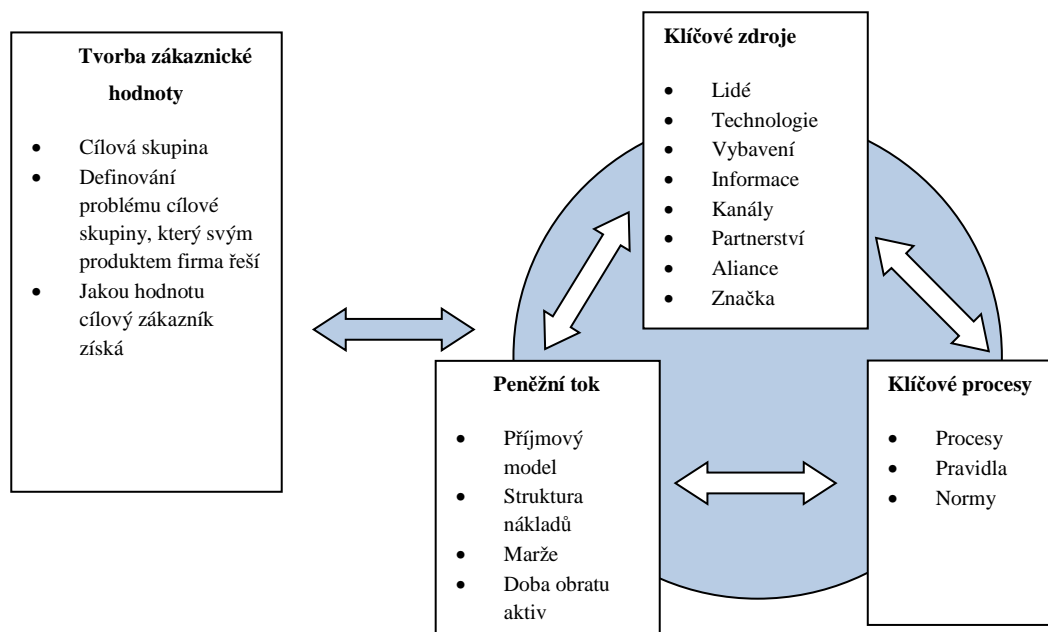 Tvorba zákaznické
hodnoty
• Cílová skupina
• Definování
problému cílové
skupiny, který svým
produktem firma řeší
• Jakou hodnotu
cílový zákazník
získá
Klíčové zdroje
• Lidé
• Technologie
• Vybavení
• Informace
• Kanály
• Partnerství
• Aliance
• Značka
Peněžní tok
• Příjmový
model
• Struktura
nákladů
• Marže
• Doba obratu
aktiv
Klíčové procesy
• Procesy
• Pravidla
• Normy